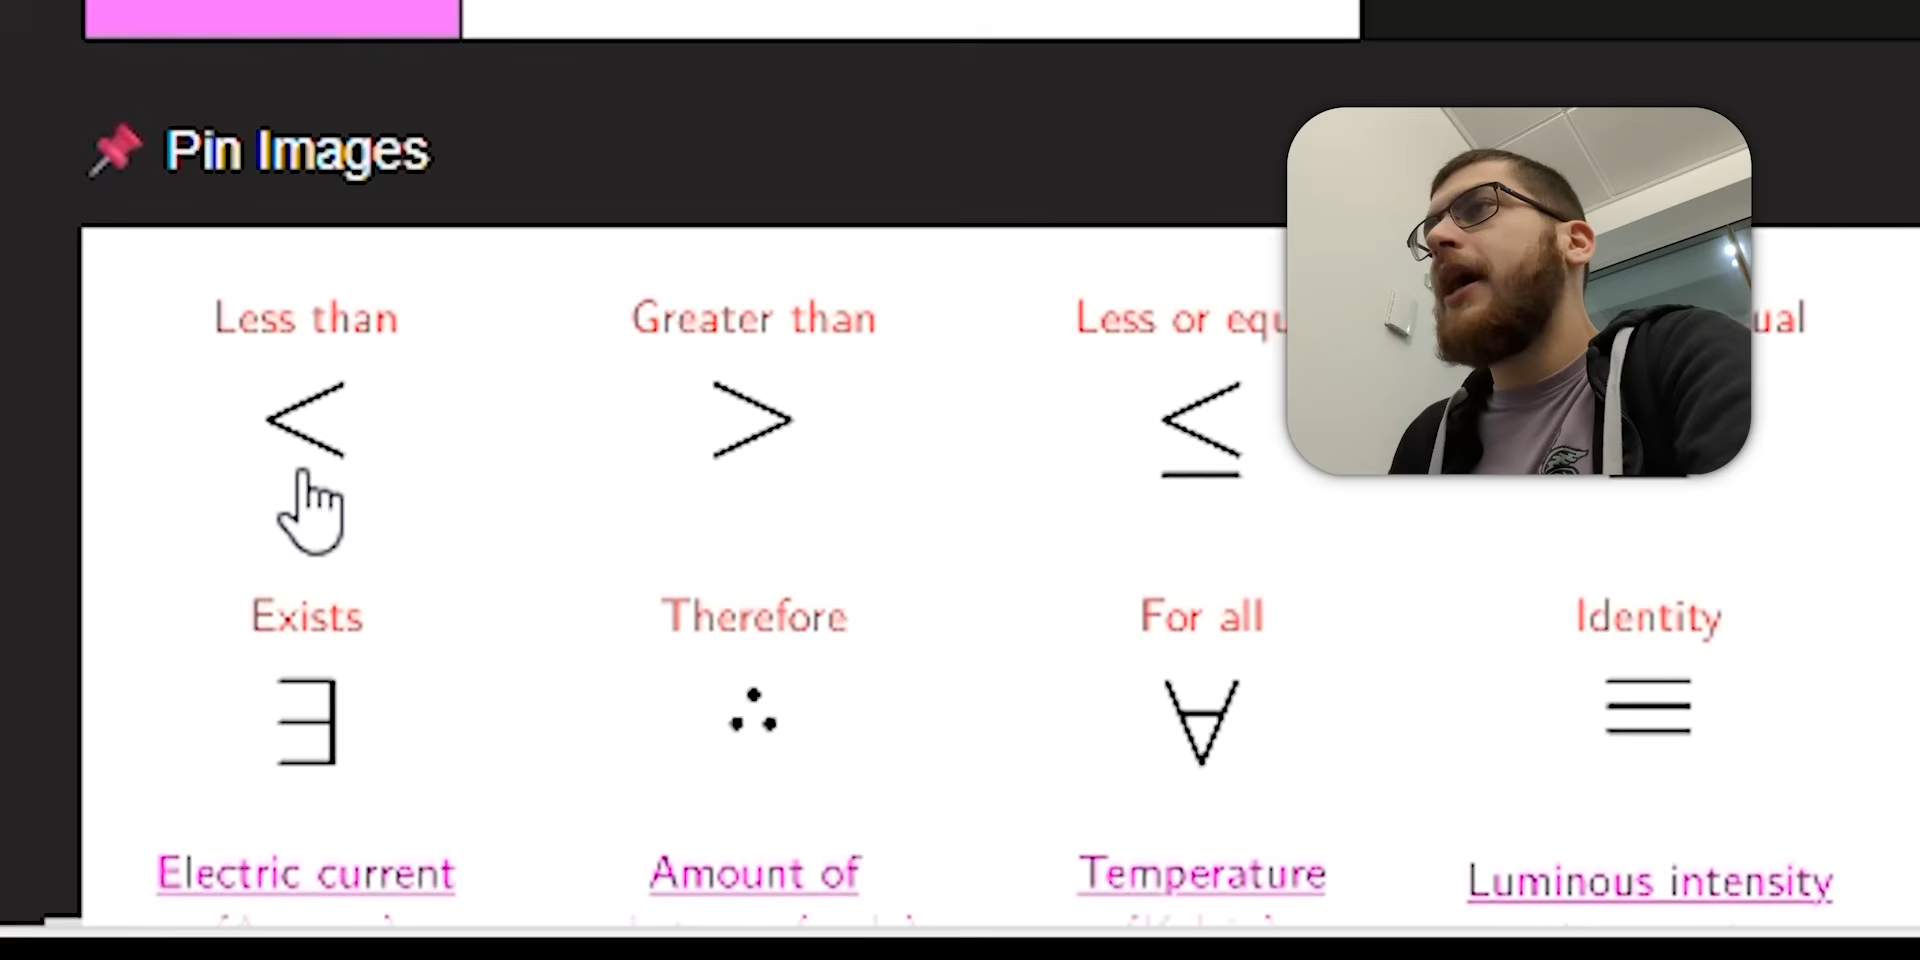 📌 Pin Images
Less than
Greater than
Less or equ
ual
<
>
≤
Exists
Therefore
For all
Identity
∃
∴
∀
≡
Electric current
Amount of
Temperature
Luminous intensity